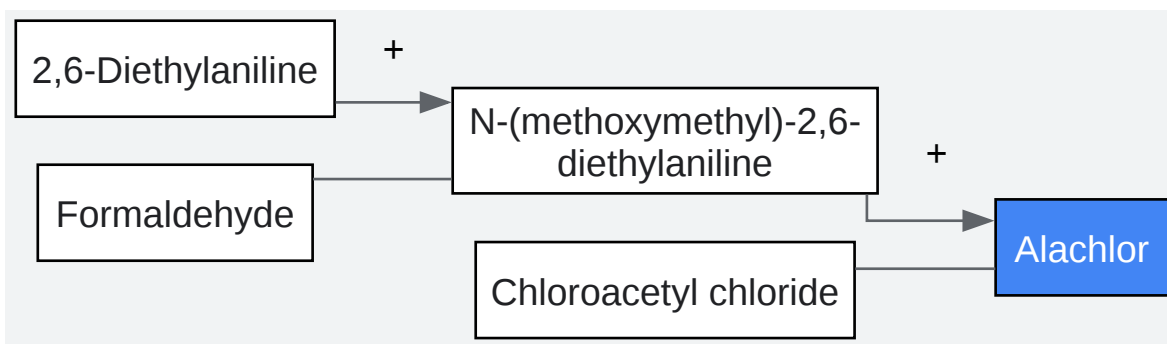 2,6-Diethylaniline
+
N-(methoxymethyl)-2,6-
diethylaniline
+
Formaldehyde
Alachlor
Chloroacetyl chloride